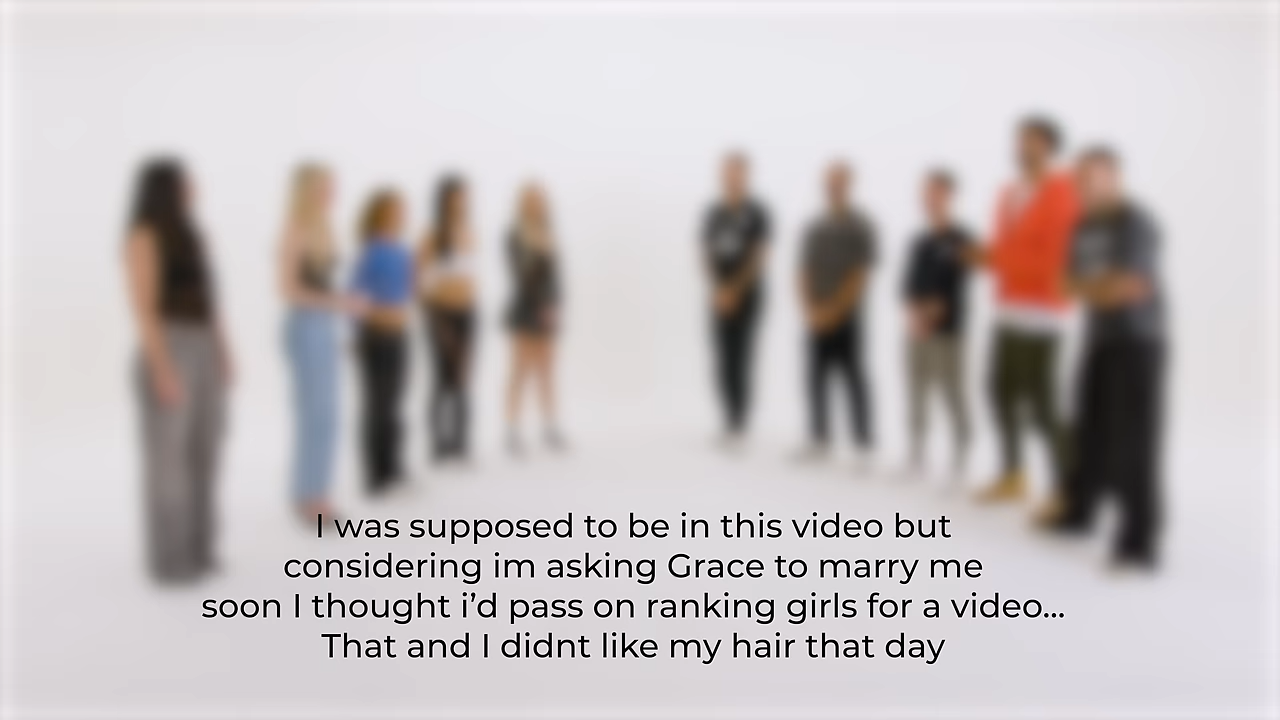 I was supposed to be in this video but
considering im asking Grace to marry me
soon I thought i’d pass on ranking girls for a video...
That and I didnt like my hair that day